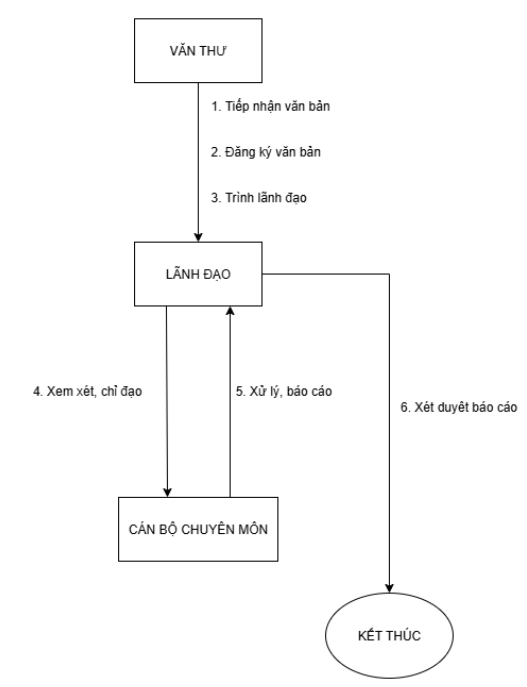 VĂN THƯ
1. Tiếp nhận văn bản
2. Đăng ký văn bản
3. Trình lãnh đạo
LÃNH ĐẠO
4. Xem xét, chỉ đạo
5. Xử lý, báo cáo
6. Xét duyêt báo cáo
CÁN BỘ CHUYÊN MÔN
KẾT THÚC